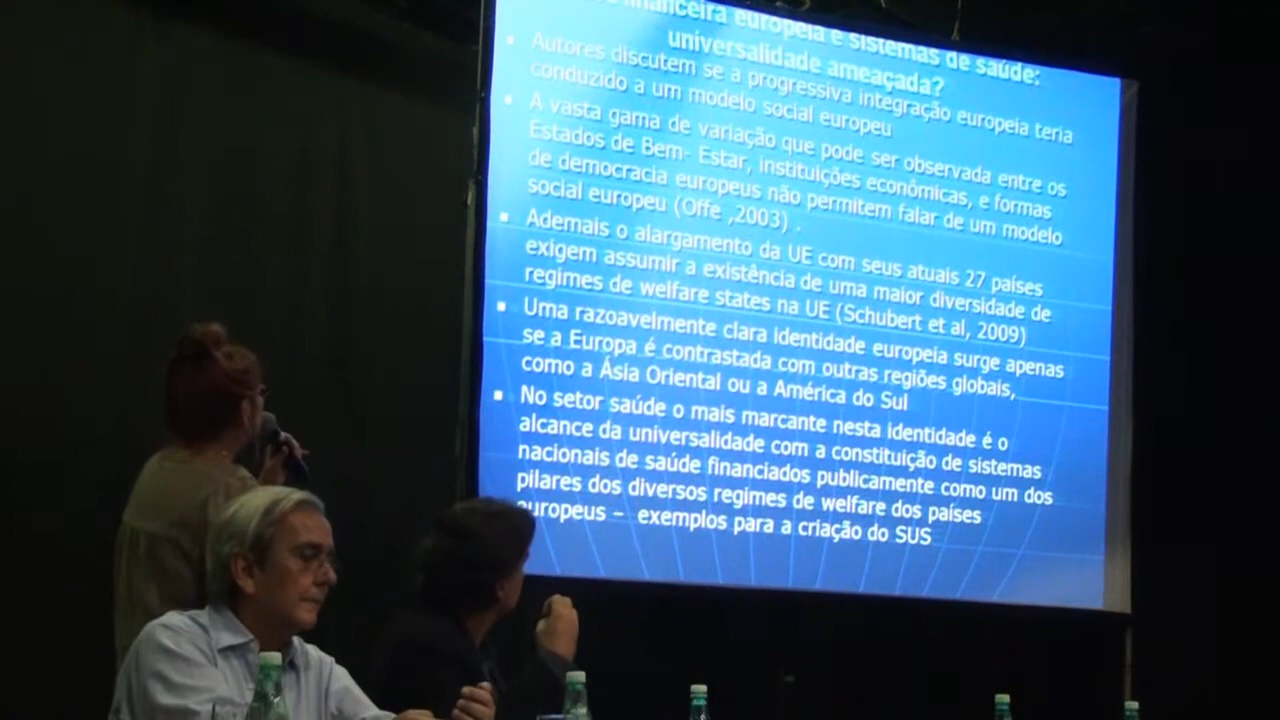 financeira europeia e sistemas de saúde:
universalidade ameaçada?
Autores discutem se a progressiva integração europeia teria
conduzido a um modelo social europeu
A vasta gama de variação que pode ser observada entre os
Estados de Bem- Estar, instituições econômicas, e formas
de democracia europeus não permitem falar de um modelo
social europeu (Offe ,2003) .
Ademais o alargamento da UE com seus atuais 27 países
exigem assumir a existência de uma maior diversidade de
regimes de welfare states na UE (Schubert et al, 2009)
Uma razoavelmente clara identidade europeia surge apenas
se a Europa é contrastada com outras regiões globais,
como a Ásia Oriental ou a América do Sul
No setor saúde o mais marcante nesta identidade é o
alcance da universalidade com a constituição de sistemas
nacionais de saúde financiados publicamente como um dos
pilares dos diversos regimes de welfare dos países
europeus – exemplos para a criação do SUS